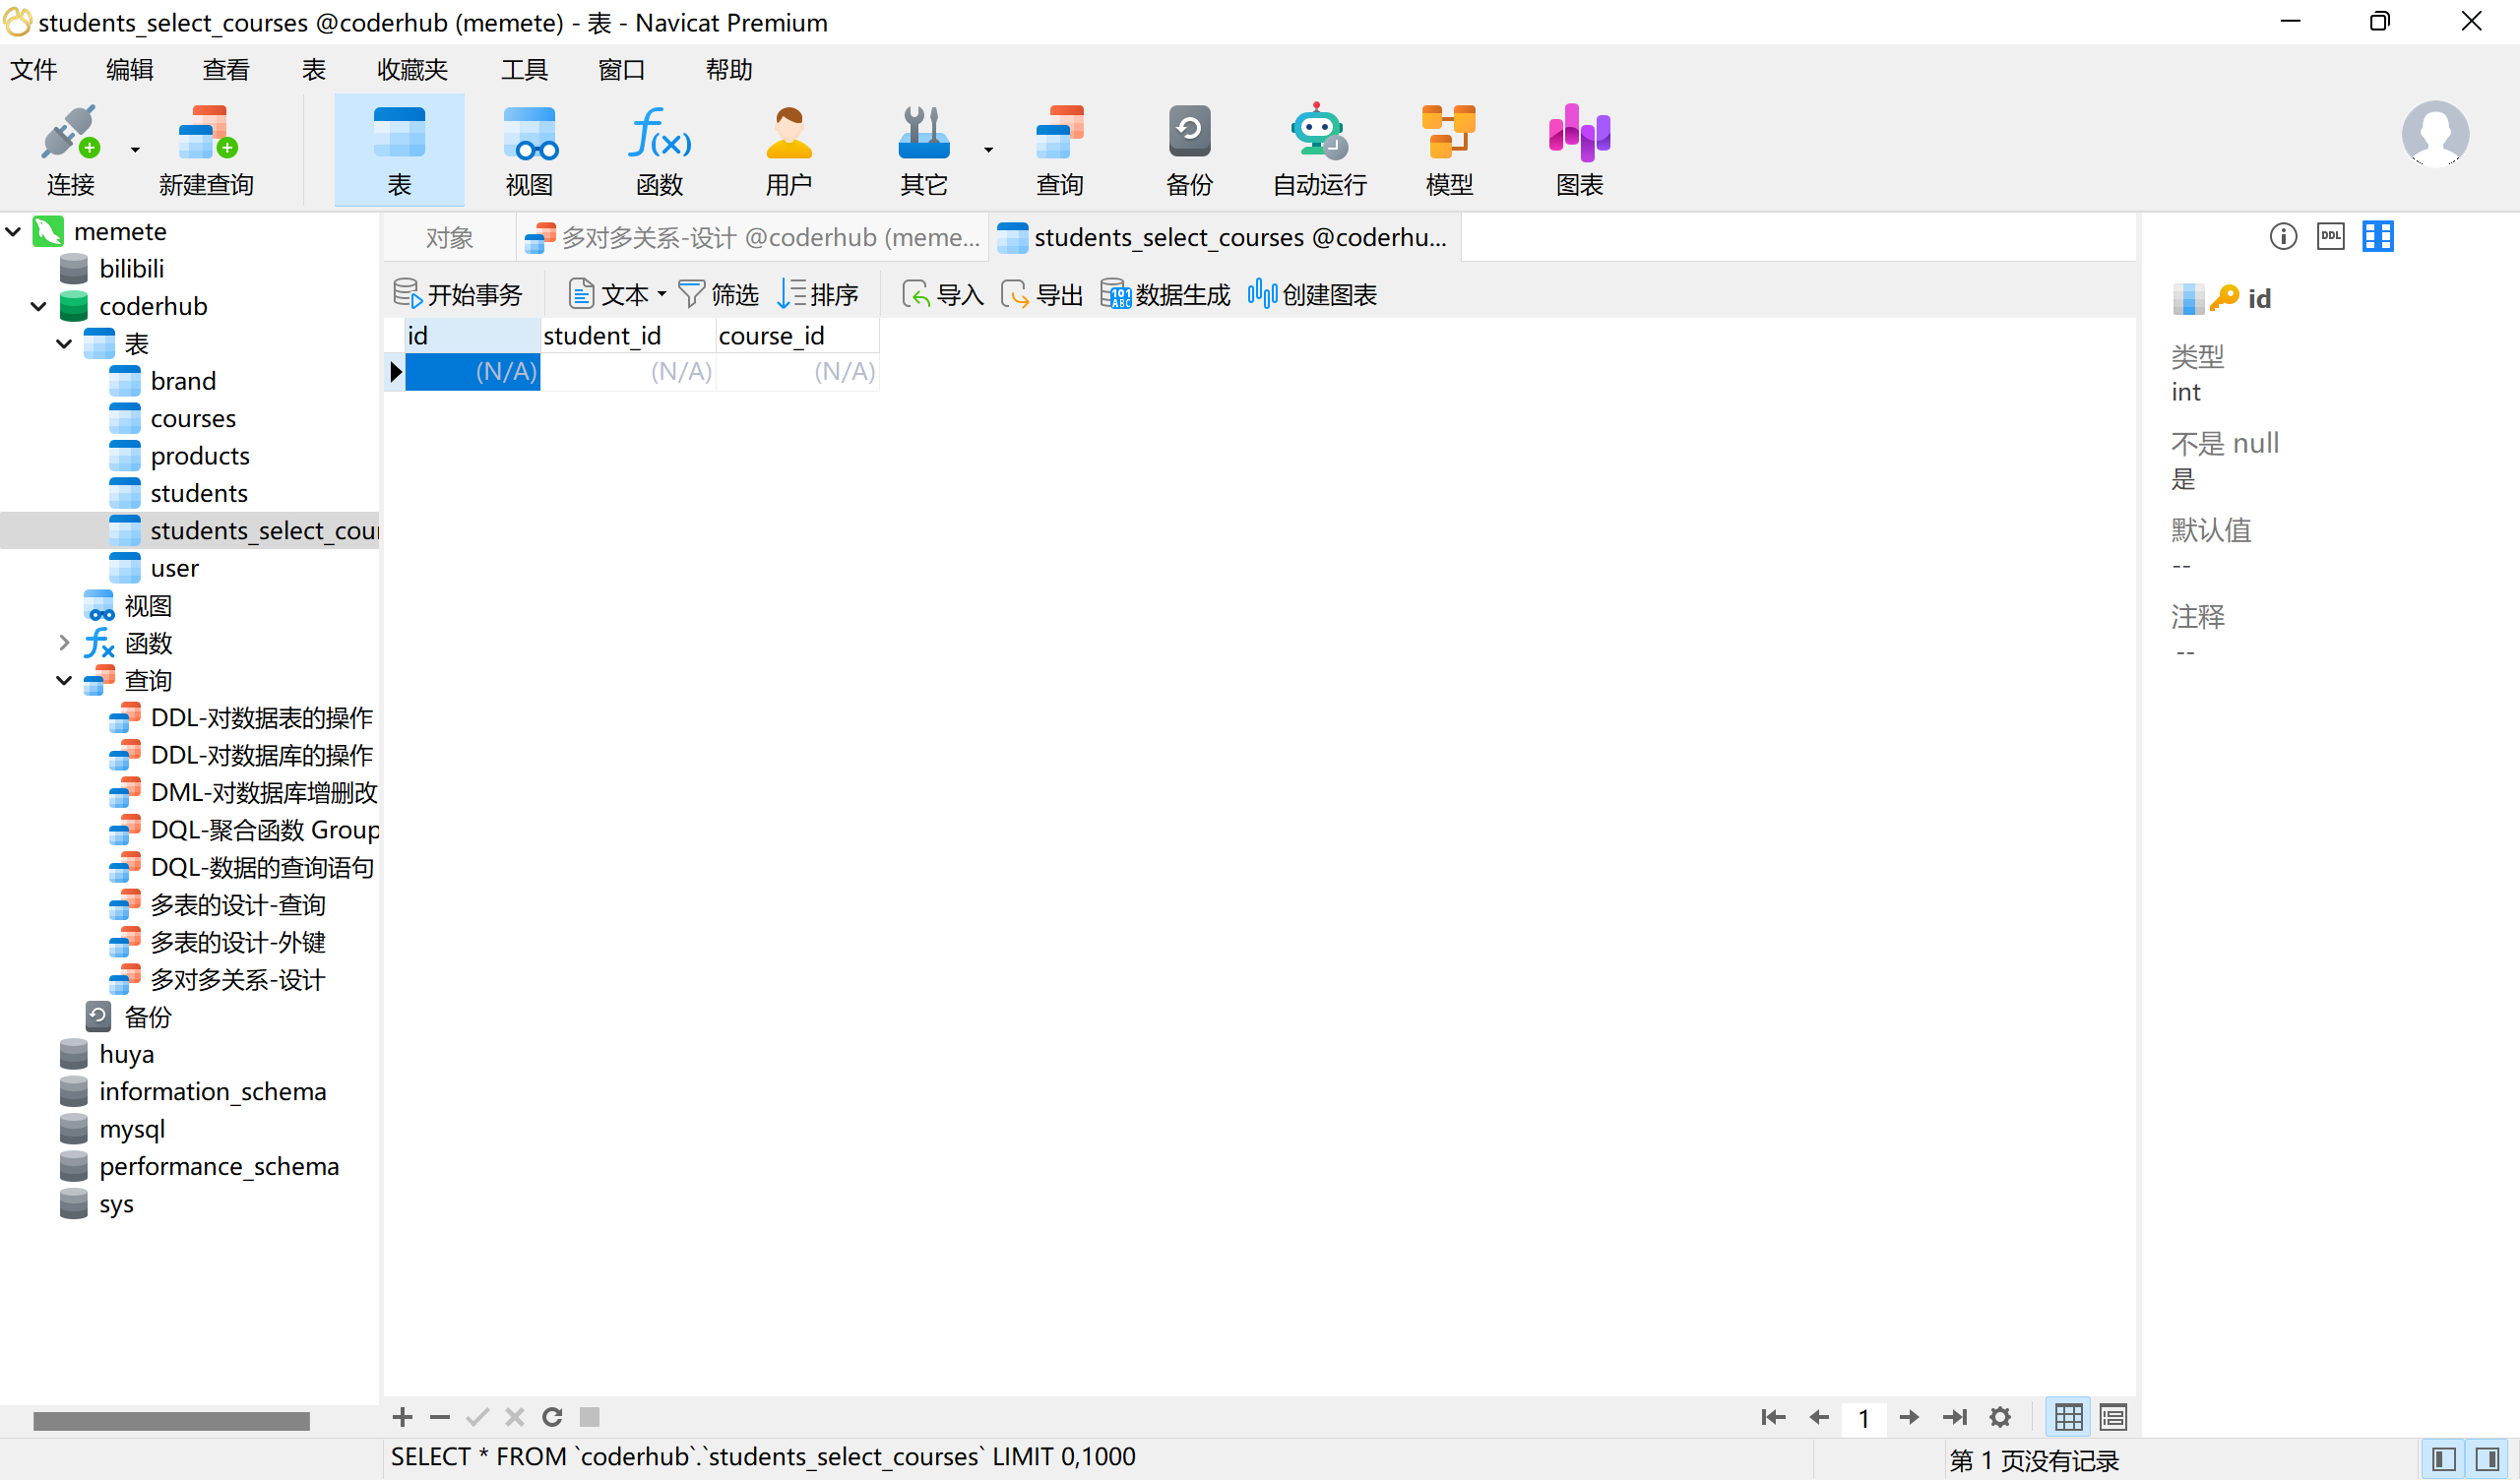 students_select_courses @coderhub (memete) - 表 - Navicat Premium
文件 编辑 查看 表 收藏夹 工具 窗口 帮助
连接 新建查询 表 视图 函数 用户 其它 查询 备份 自动运行 模型 图表
memete
bilibili
coderhub
表
brand
courses
products
students
students_select_cour
user
视图
函数
查询
DDL-对数据表的操作
DDL-对数据库的操作
DML-对数据库增删改
DQL-聚合函数 Group
DQL-数据的查询语句
多表的设计-查询
多表的设计-外键
多对多关系-设计
备份
huya
information_schema
mysql
performance_schema
sys
对象 多对多关系-设计 @coderhub (meme... students_select_courses @coderhu...
开始事务 文本 筛选 排序 导入 导出 数据生成 创建图表
id student_id course_id
(N/A) (N/A) (N/A)
DDL
id
类型
int
不是 null
是
默认值
--
注释
--
1
SELECT * FROM `coderhub`.`students_select_courses` LIMIT 0,1000
第 1 页没有记录